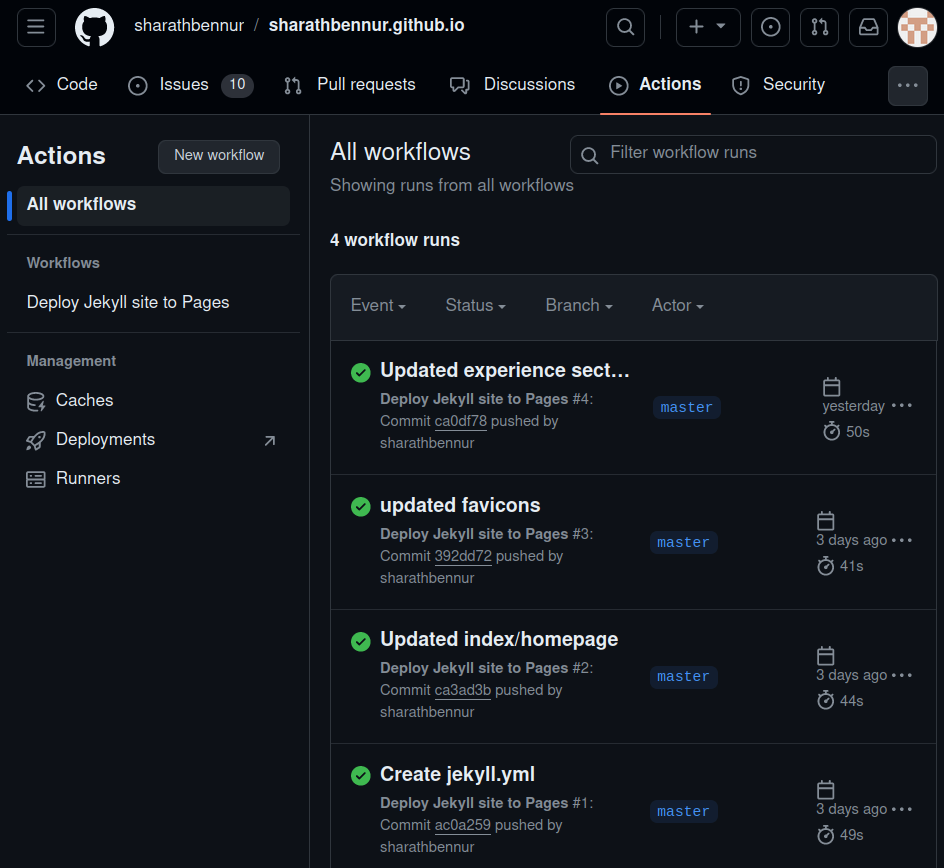 sharathbennur / sharathbennur.github.io
Code
Issues 10
Pull requests
Discussions
Actions
Security
Actions
New workflow
All workflows
Workflows
Deploy Jekyll site to Pages
Management
Caches
Deployments
Runners
All workflows
Filter workflow runs
Showing runs from all workflows
4 workflow runs
Event
Status
Branch
Actor
Updated experience sect…
Deploy Jekyll site to Pages #4:
Commit ca0df78 pushed by
sharathbennur
master
yesterday
50s
updated favicons
Deploy Jekyll site to Pages #3:
Commit 392dd72 pushed by
sharathbennur
master
3 days ago
41s
Updated index/homepage
Deploy Jekyll site to Pages #2:
Commit ca3ad3b pushed by
sharathbennur
master
3 days ago
44s
Create jekyll.yml
Deploy Jekyll site to Pages #1:
Commit ac0a259 pushed by
sharathbennur
master
3 days ago
49s